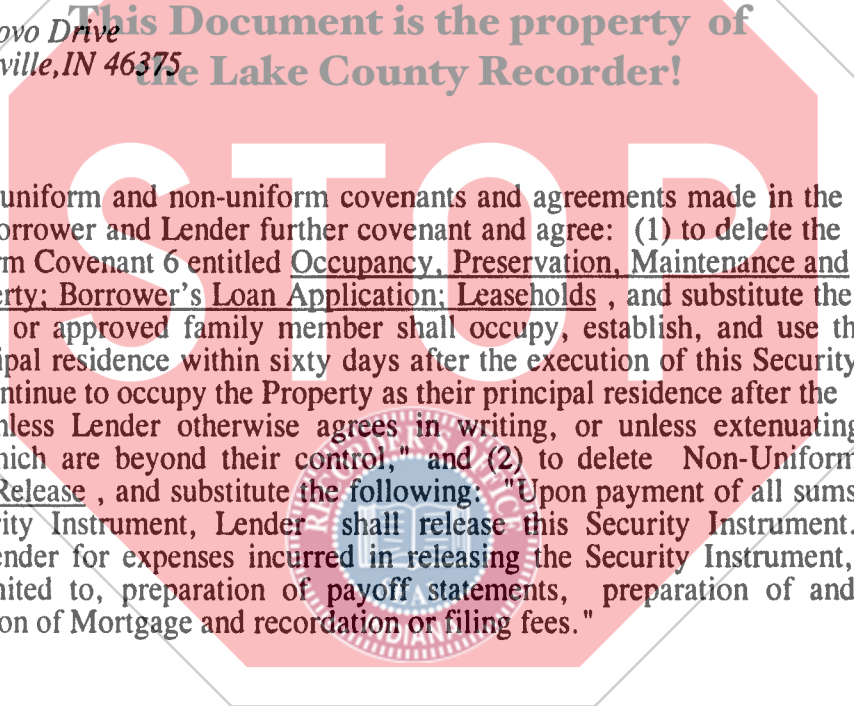 This Document is the property of
the Lake County Recorder!
ovo Drive
ville,IN 46375
STOP
uniform and non-uniform covenants and agreements made in the
orrower and Lender further covenant and agree: (1) to delete the
rm Covenant 6 entitled Occupancy, Preservation, Maintenance and
erty; Borrower's Loan Application; Leaseholds , and substitute the
or approved family member shall occupy, establish, and use th
ipal residence within sixty days after the execution of this Security
ntinue to occupy the Property as their principal residence after the
nless Lender otherwise agrees in writing, or unless extenuating
hich are beyond their control," and (2) to delete Non-Uniform
Release , and substitute the following: "Upon payment of all sums
rity Instrument, Lender shall release this Security Instrument.
ender for expenses incurred in releasing the Security Instrument,
nited to, preparation of payoff statements, preparation of and
on of Mortgage and recordation or filing fees."
RECORDER'S OFFICE
INDIANA